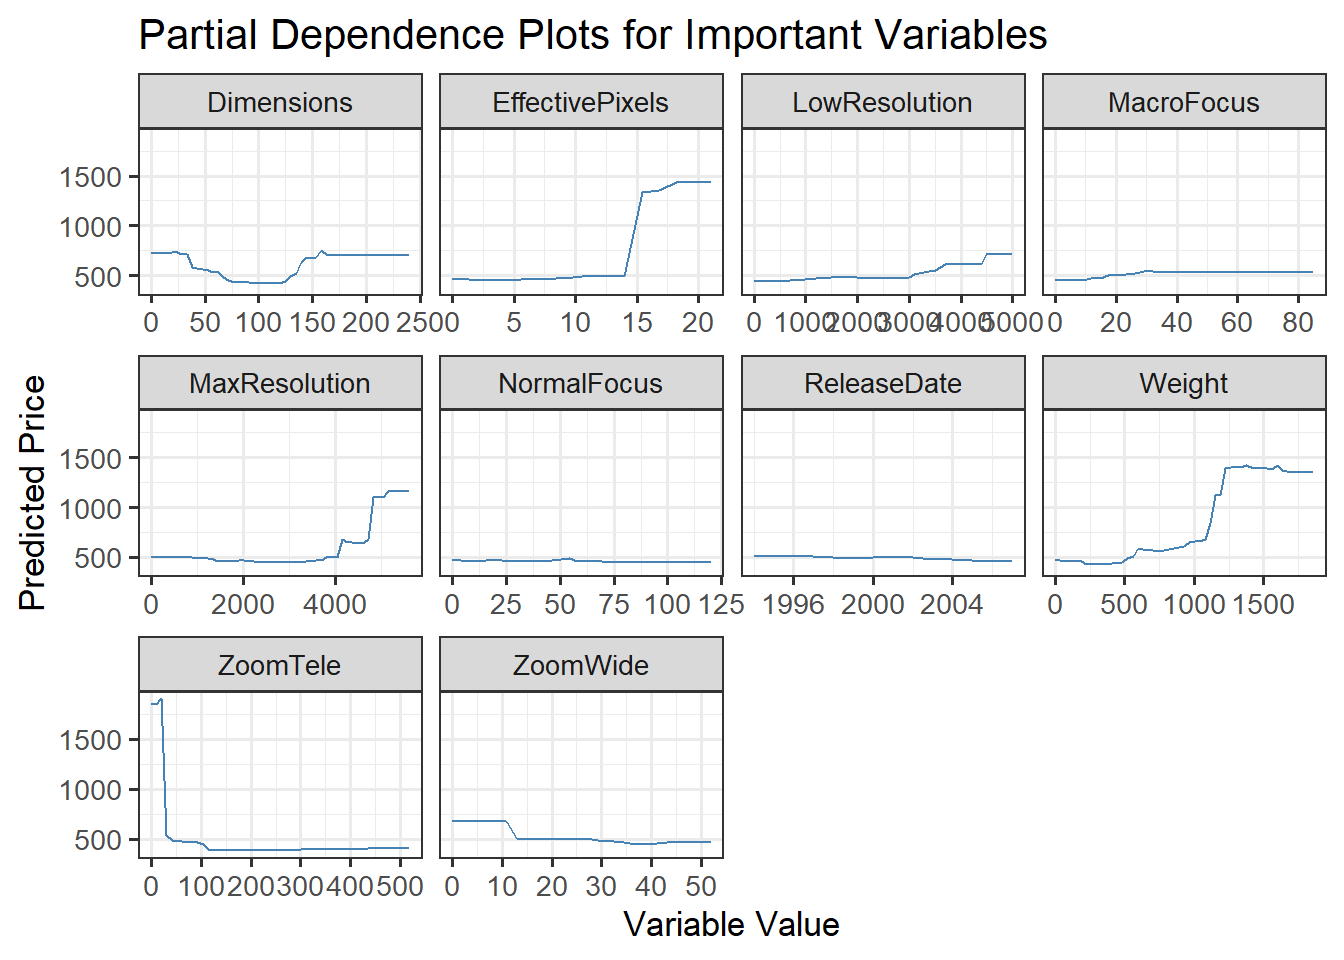 Partial Dependence Plots for Important Variables
Dimensions EffectivePixels LowResolution MacroFocus
1500
1000
500
0 50 100 150 200 250 0 5 10 15 20 0 1000 2000 3000 4000 5000 0 20 40 60 80
MaxResolution NormalFocus ReleaseDate Weight
1500
1000
500
0 2000 4000 0 25 50 75 100 125 1996 2000 2004 0 500 1000 1500
ZoomTele ZoomWide
1500
1000
500
0 100 200 300 400 500 0 10 20 30 40 50
Variable Value
Predicted Price